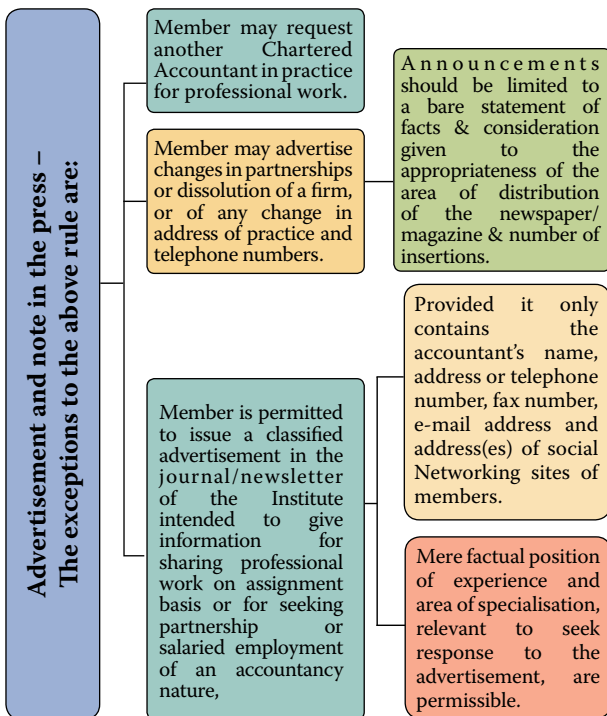 Advertisement and note in the press –
The exceptions to the above rule are:
Member may request
another Chartered
Accountant in practice
for professional work.
Member may advertise
changes in partnerships
or dissolution of a firm,
or of any change in
address of practice and
telephone numbers.
Announcements
should be limited to
a bare statement of
facts & consideration
given to the
appropriateness of the
area of distribution
of the newspaper/
magazine & number of
insertions.
Member is permitted
to issue a classified
advertisement in the
journal/newsletter
of the Institute
intended to give
information for
sharing professional
work on assignment
basis or for seeking
partnership or
salaried employment
of an accountancy
nature,
Provided it only
contains the
accountant's name,
address or telephone
number, fax number,
e-mail address and
address(es) of social
Networking sites of
members.
Mere factual position
of experience and
area of specialisation,
relevant to seek
response to the
advertisement, are
permissible.